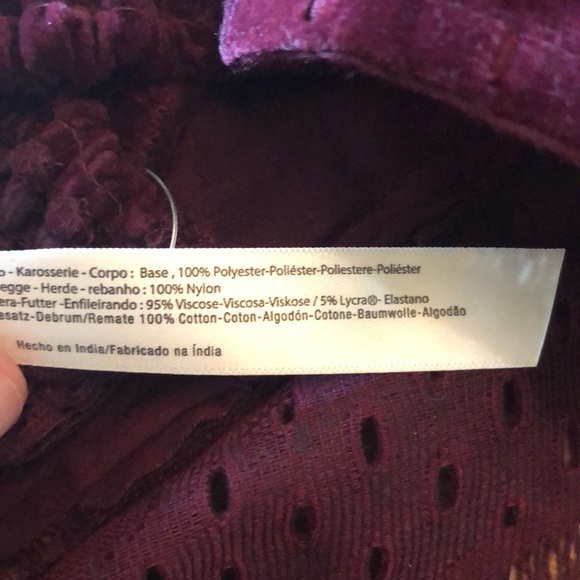 o - Karosserie - Corpo : Base , 100% Polyester-Poliéster-Poliestere-Poliéster
egge - Herde - rebanho : 100% Nylon
era-Futter -Enfileirando : 95% Viscose-Viscosa-Viskose / 5% Lycra®- Elastano
esatz-Debrum/Remate 100% Cotton-Coton-Algodón-Cotone-Baumwolle-Algodão
Hecho en India/Fabricado na Índia